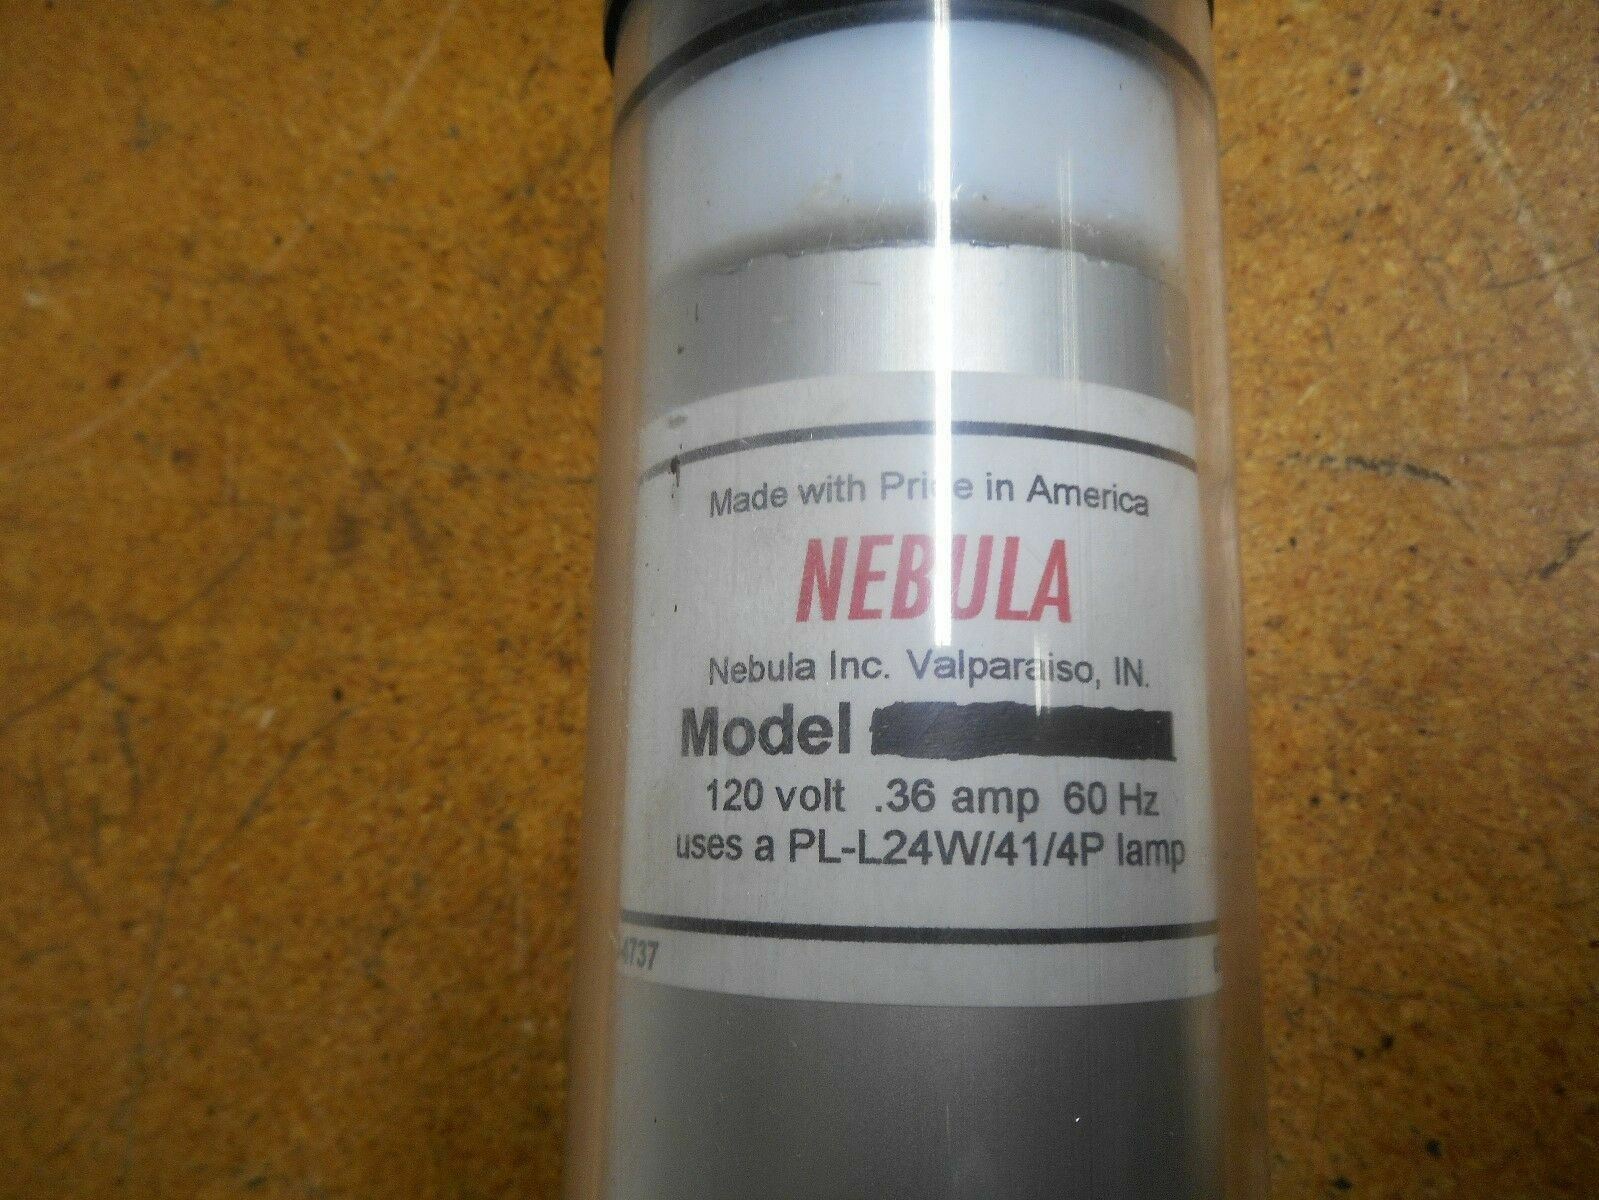 Made with Pride in America
NEBULA
Nebula Inc. Valparaiso, IN.
Model
120 volt .36 amp 60 Hz
uses a PL-L24W/41/4P lamp
-4737